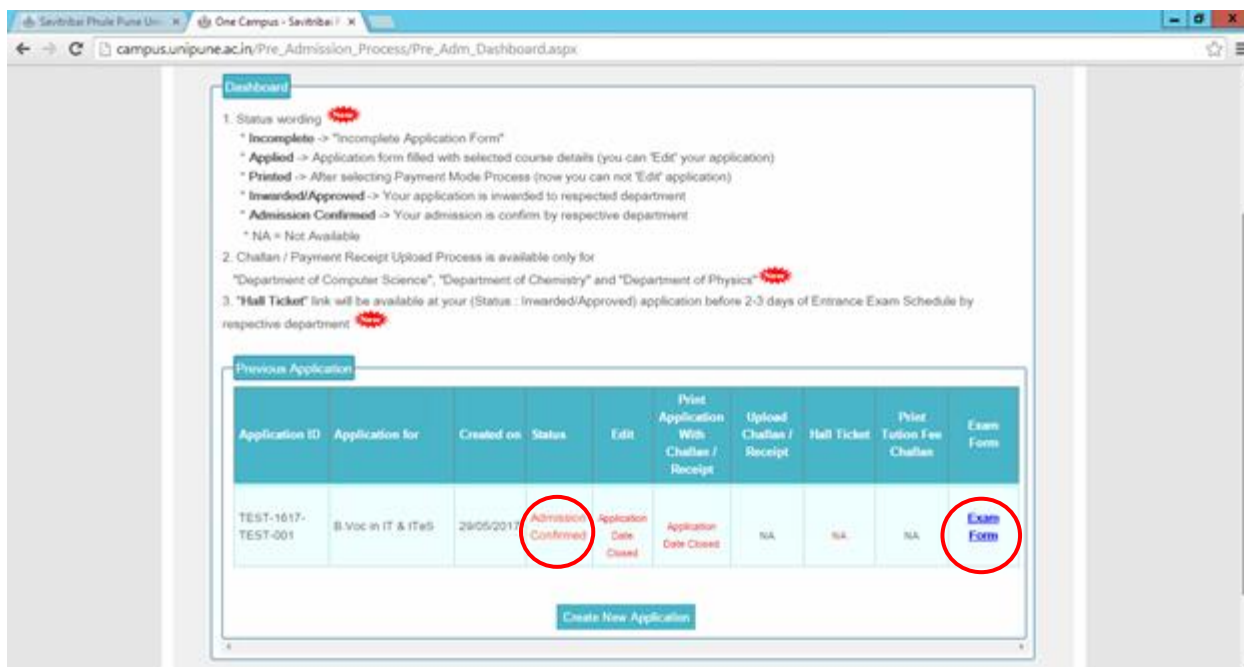 Savitribai Phule Pune Uni
One Campus - Savitribai P
campus.unipune.ac.in/Pre_Admission_Process/Pre_Adm_Dashboard.aspx
Dashboard
1. Status wording New
* Incomplete -> "Incomplete Application Form"
* Applied -> Application form filled with selected course details (you can 'Edit' your application)
* Printed -> After selecting Payment Mode Process (now you can not 'Edit' application)
* Inwarded/Approved -> Your application is inwarded to respected department
* Admission Confirmed -> Your admission is confirm by respective department
* NA = Not Available
2. Challan / Payment Receipt Upload Process is available only for
"Department of Computer Science", "Department of Chemistry" and "Department of Physics" New
3. "Hall Ticket" link will be available at your (Status : Inwarded/Approved) application before 2-3 days of Entrance Exam Schedule by
respective department New
Previous Application
Application ID Application for Created on Status Edit Print Application With Challan / Receipt Upload Challan / Receipt Hall Ticket Print Tution Fee Challan Exam Form
TEST-1617-TEST-001 B.Voc in IT & ITeS 29/05/2017 Admission Confirmed Application Date Closed Application Date Closed NA NA NA Exam Form
Create New Application